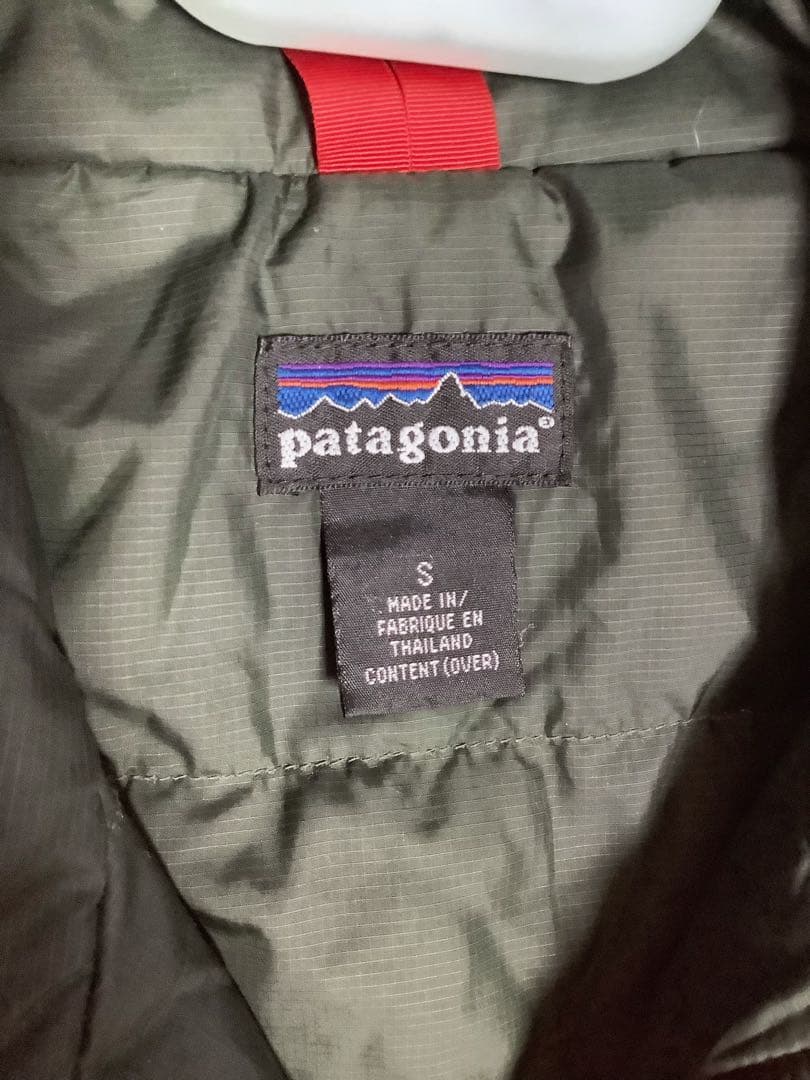 patagonia®
S
MADE IN/
FABRIQUE EN
THAILAND
CONTENT (OVER)